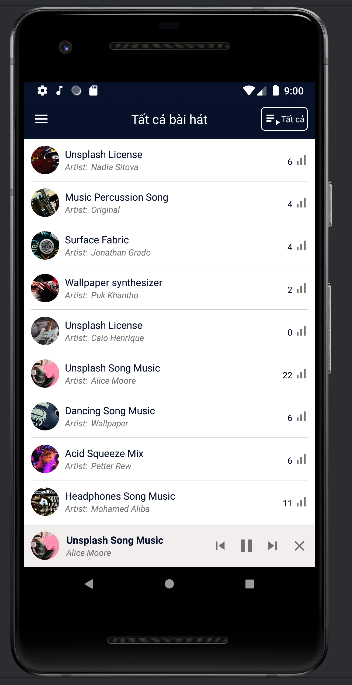 9:00
Tất cả bài hát
Tất cả
Unsplash License
Artist: Nadia Sitova
6
Music Percussion Song
Artist: Original
4
Surface Fabric
Artist: Jonathan Grado
4
Wallpaper synthesizer
Artist: Puk Khantho
2
Unsplash License
Artist: Caio Henrique
0
Unsplash Song Music
Artist: Alice Moore
22
Dancing Song Music
Artist: Wallpaper
6
Acid Squeeze Mix
Artist: Petter Rew
6
Headphones Song Music
Artist: Mohamed Aliba
11
Unsplash Song Music
Alice Moore